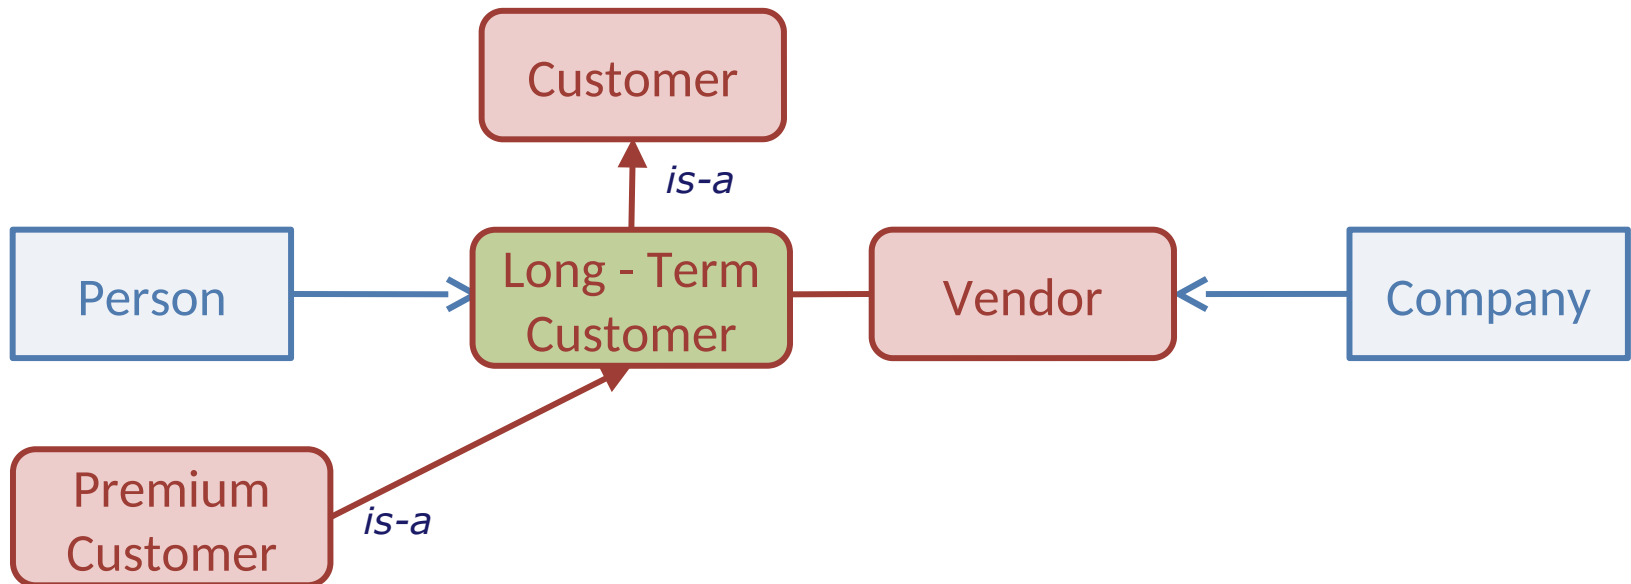 Customer
is-a
Person
Long - Term
Customer
Vendor
Company
Premium
Customer
is-a